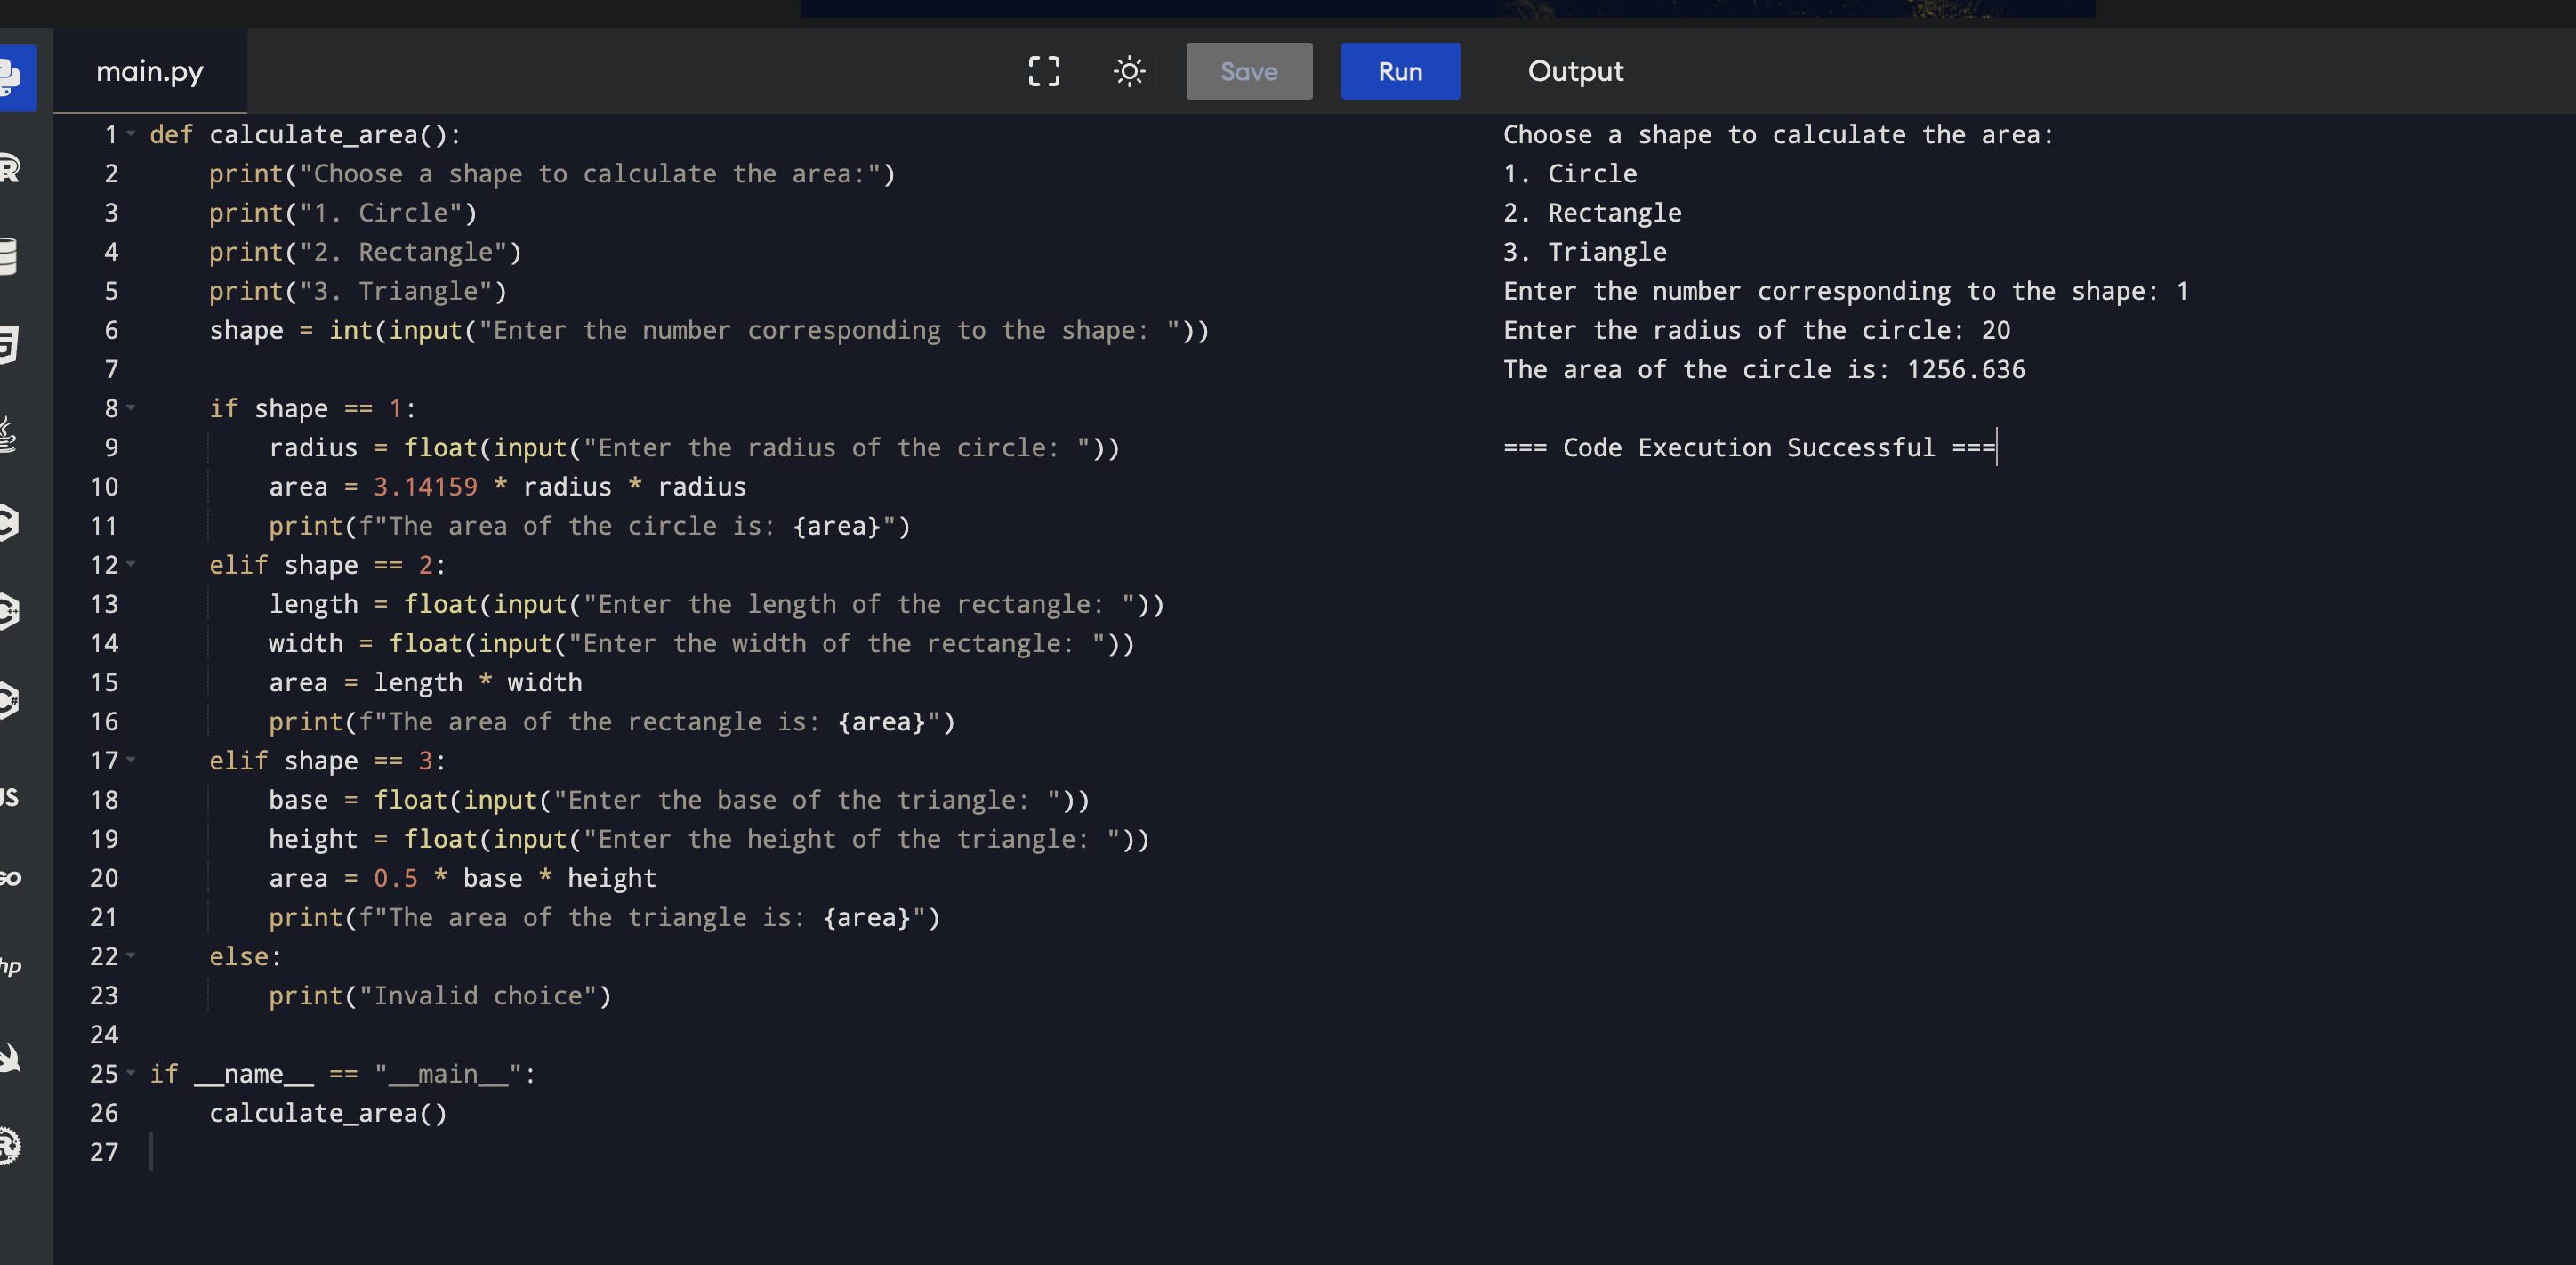 main.py
Save
Run
Output
1 def calculate_area():
2     print("Choose a shape to calculate the area:")
3     print("1. Circle")
4     print("2. Rectangle")
5     print("3. Triangle")
6     shape = int(input("Enter the number corresponding to the shape: "))
7
8     if shape == 1:
9         radius = float(input("Enter the radius of the circle: "))
10         area = 3.14159 * radius * radius
11         print(f"The area of the circle is: {area}")
12     elif shape == 2:
13         length = float(input("Enter the length of the rectangle: "))
14         width = float(input("Enter the width of the rectangle: "))
15         area = length * width
16         print(f"The area of the rectangle is: {area}")
17     elif shape == 3:
18         base = float(input("Enter the base of the triangle: "))
19         height = float(input("Enter the height of the triangle: "))
20         area = 0.5 * base * height
21         print(f"The area of the triangle is: {area}")
22     else:
23         print("Invalid choice")
24
25 if __name__ == "__main__":
26     calculate_area()
27
Choose a shape to calculate the area:
1. Circle
2. Rectangle
3. Triangle
Enter the number corresponding to the shape: 1
Enter the radius of the circle: 20
The area of the circle is: 1256.636

=== Code Execution Successful ===